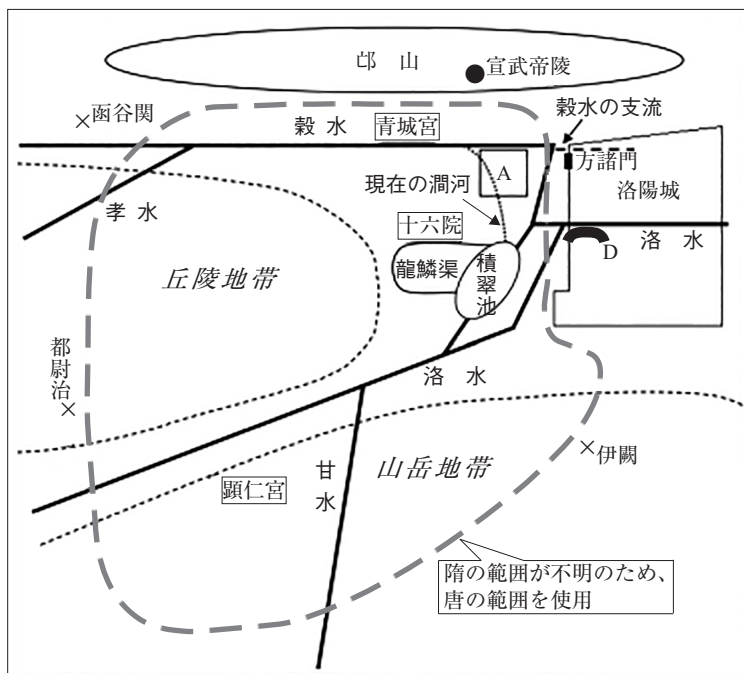 邙山
宣武帝陵
函谷関
穀水
青城宮
穀水の支流
方諸門
A
現在の澗河
洛陽城
孝水
十六院
洛水
D
龍鱗渠
積翠池
丘陵地帯
都尉治
洛水
伊闕
山岳地帯
甘水
顕仁宮
隋の範囲が不明のため、
唐の範囲を使用